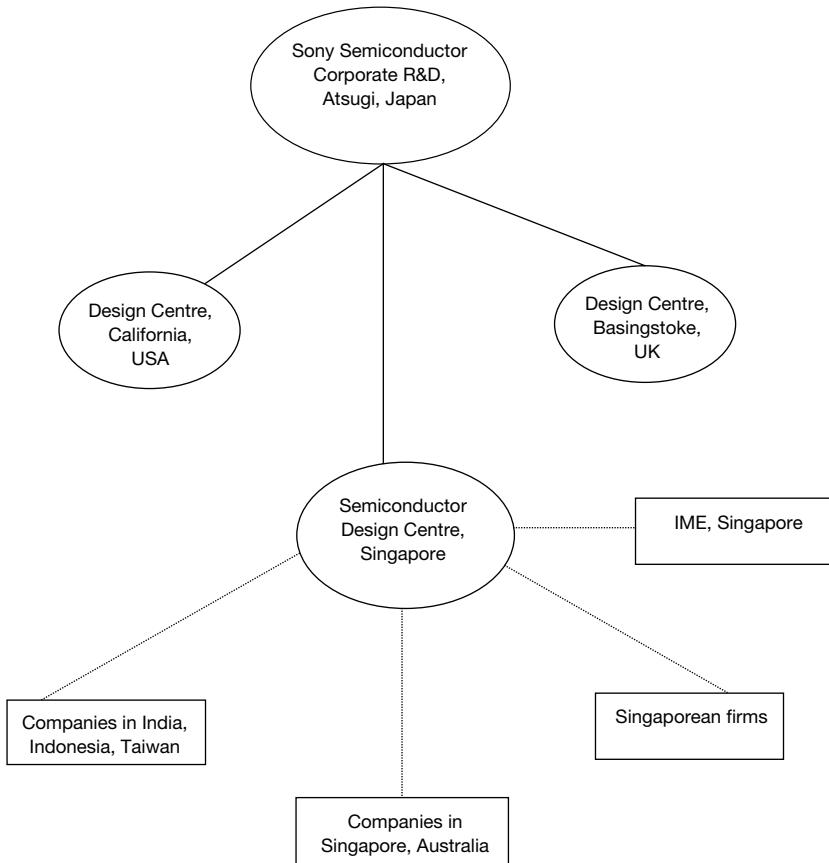 Sony Semiconductor
Corporate R&D,
Atsugi, Japan
Design Centre,
California,
USA
Design Centre,
Basingstoke,
UK
Semiconductor
Design Centre,
Singapore
IME, Singapore
Companies in India,
Indonesia, Taiwan
Singaporean firms
Companies in
Singapore, Australia